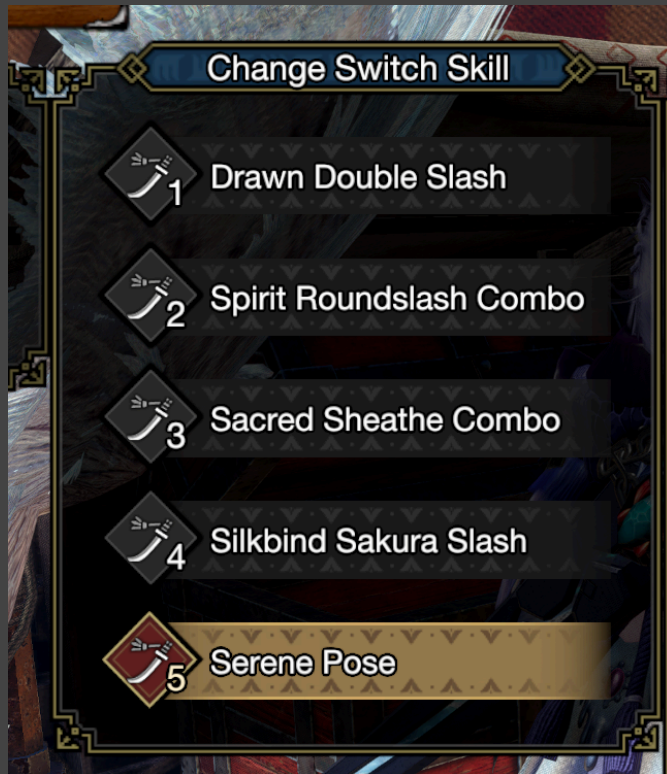 Change Switch Skill
1 Drawn Double Slash
2 Spirit Roundslash Combo
3 Sacred Sheathe Combo
4 Silkbind Sakura Slash
5 Serene Pose